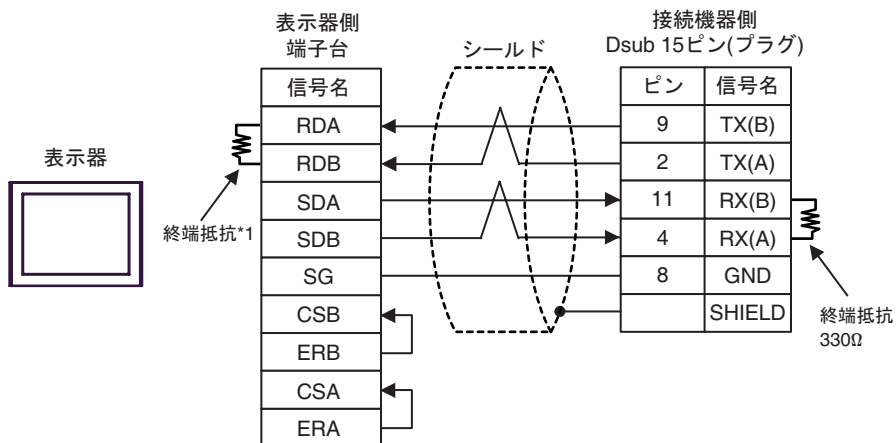 表示器側
端子台
シールド
接続機器側
Dsub 15ピン(プラグ)
信号名
ピン 信号名
RDA 9 TX(B)
RDB 2 TX(A)
SDA 11 RX(B)
SDB 4 RX(A)
SG 8 GND
CSB SHIELD
ERB
CSA
ERA
表示器
終端抵抗*1
終端抵抗
330Ω